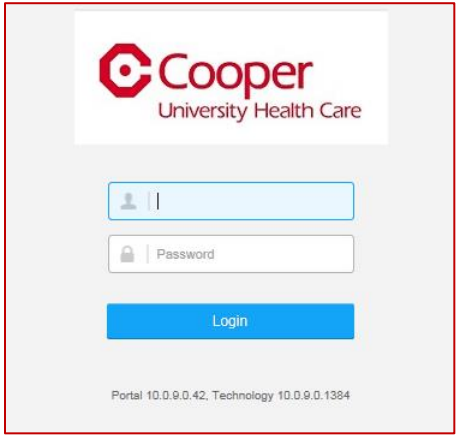 Cooper
University Health Care
Password
Login
Portal 10.0.9.0.42, Technology 10.0.9.0.1384